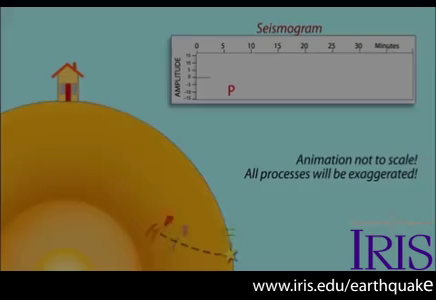 Seismogram
0 5 10 15 20 25 30 Minutes
AMPLITUDE
P
Animation not to scale!
All processes will be exaggerated!
IRIS
www.iris.edu/earthquake